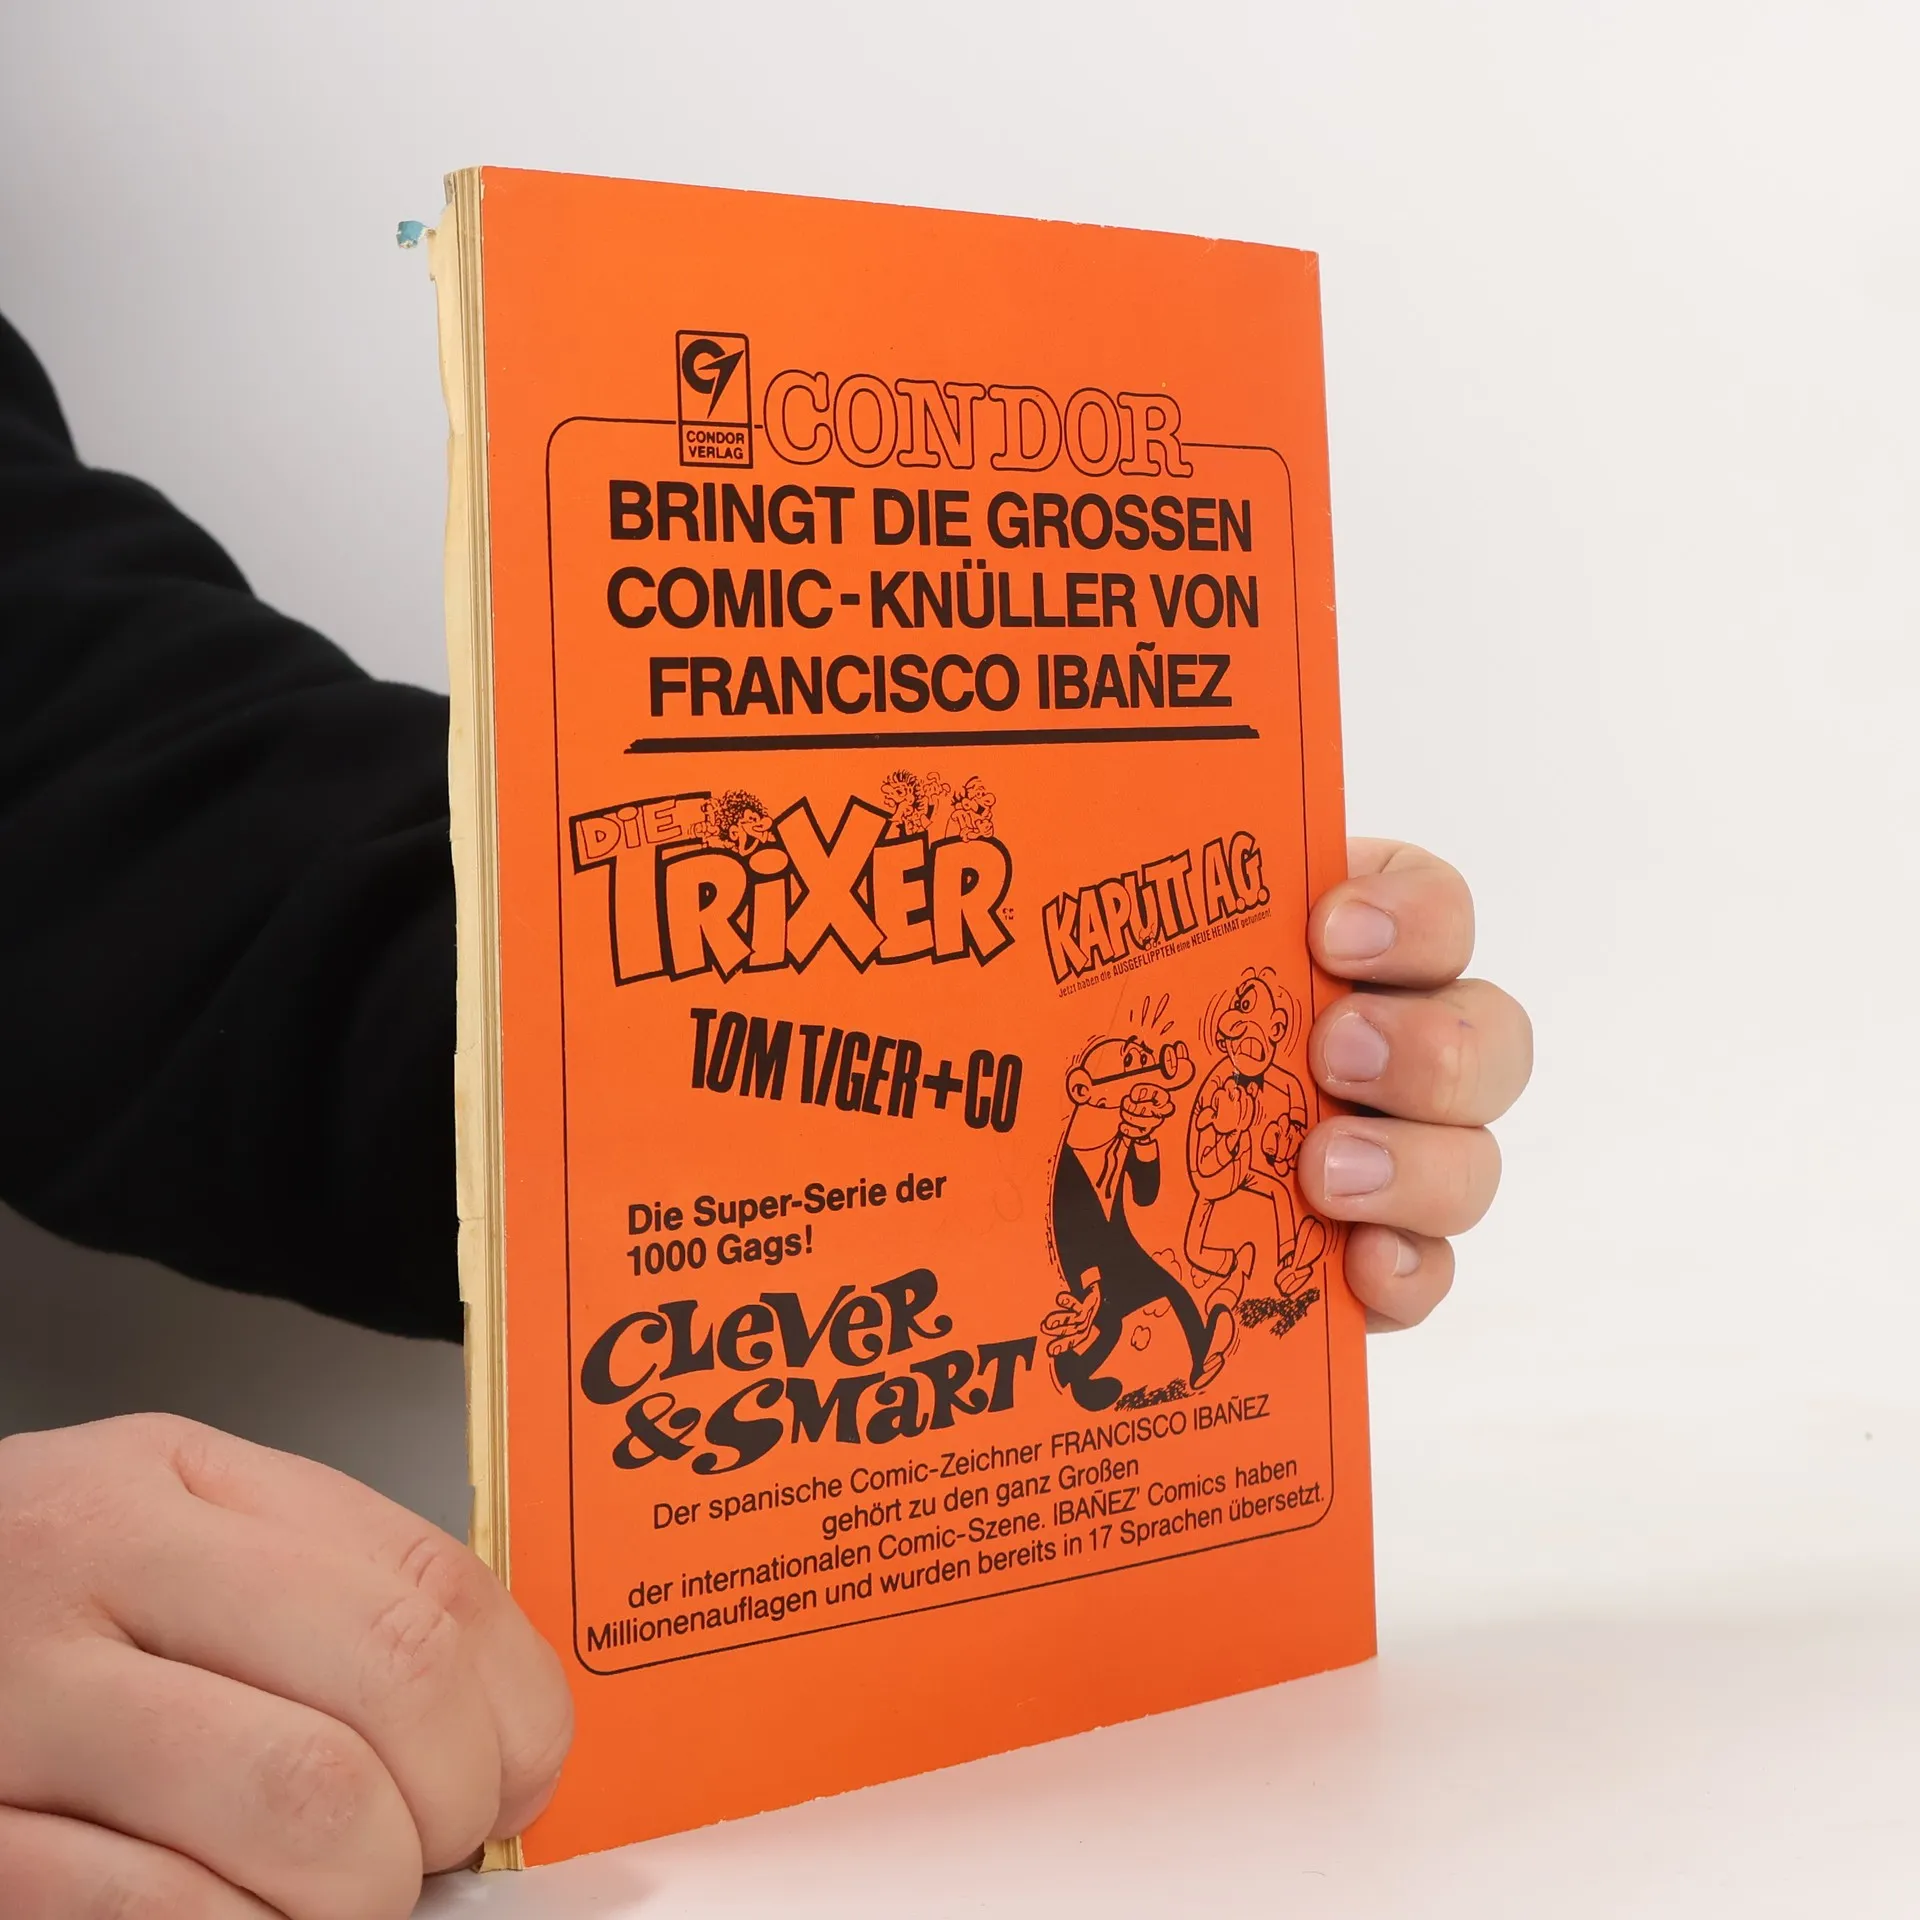 CONDOR
VERLAG
CONDOR
BRINGT DIE GROSSEN
COMIC-KNÜLLER VON
FRANCISCO IBAÑEZ
DIE
TRiXER
KAPUTT A.G.
Jetzt haben die AUSGEFLIPPTEN eine NEUE HEIMAT gefunden!
TOM TIGER+CO
Die Super-Serie der
1000 Gags!
CLeVeR
&SMaRT
Der spanische Comic-Zeichner FRANCISCO IBAÑEZ
gehört zu den ganz Großen
der internationalen Comic-Szene. IBAÑEZ' Comics haben
Millionenauflagen und wurden bereits in 17 Sprachen übersetzt.